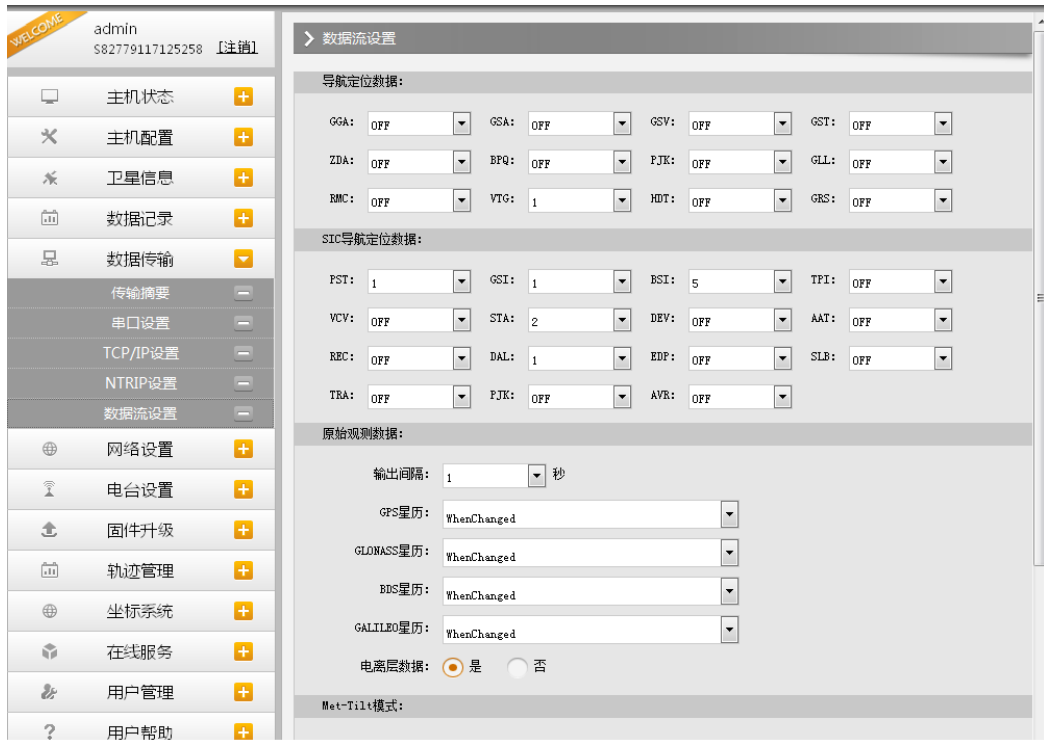 WELCOME
admin
S82779117125258 [注销]
主机状态
主机配置
卫星信息
数据记录
数据传输
传输摘要
串口设置
TCP/IP设置
NTRIP设置
数据流设置
网络设置
电台设置
固件升级
轨迹管理
坐标系统
在线服务
用户管理
用户帮助
数据流设置
导航定位数据:
GGA: OFF GSA: OFF GSV: OFF GST: OFF
ZDA: OFF BPQ: OFF PJK: OFF GLL: OFF
RMC: OFF VTG: 1 HDT: OFF GRS: OFF
SIC导航定位数据:
PST: 1 GSI: 1 BSI: 5 TPI: OFF
VCV: OFF STA: 2 DEV: OFF AAT: OFF
REC: OFF DAL: 1 EDP: OFF SLB: OFF
TRA: OFF PJK: OFF AVR: OFF
原始观测数据:
输出间隔: 1 秒
GPS星历: WhenChanged
GLONASS星历: WhenChanged
BDS星历: WhenChanged
GALILEO星历: WhenChanged
电离层数据: 是 否
Met-Tilt模式: